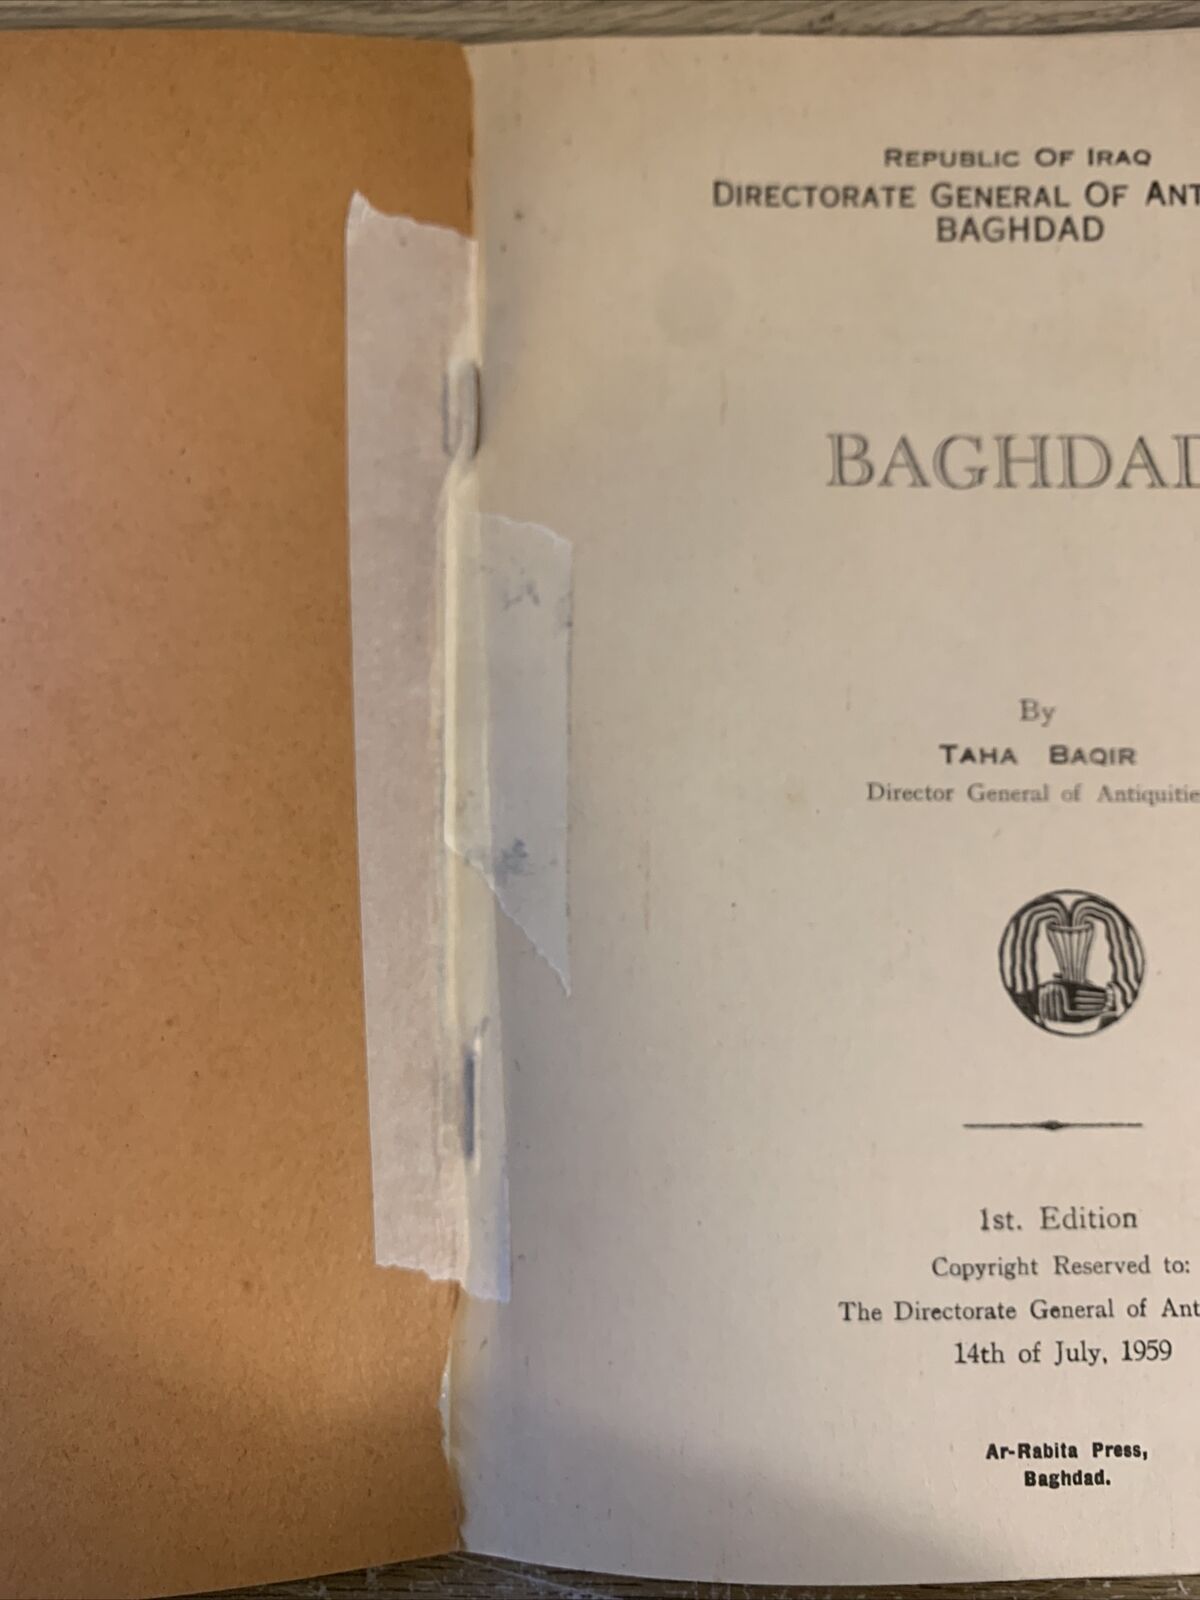 REPUBLIC OF IRAQ
DIRECTORATE GENERAL OF ANT
BAGHDAD
BAGHDAD
By
TAHA BAQIR
Director General of Antiquitie
1st. Edition
Copyright Reserved to:
The Directorate General of Ant
14th of July, 1959
Ar-Rabita Press,
Baghdad.